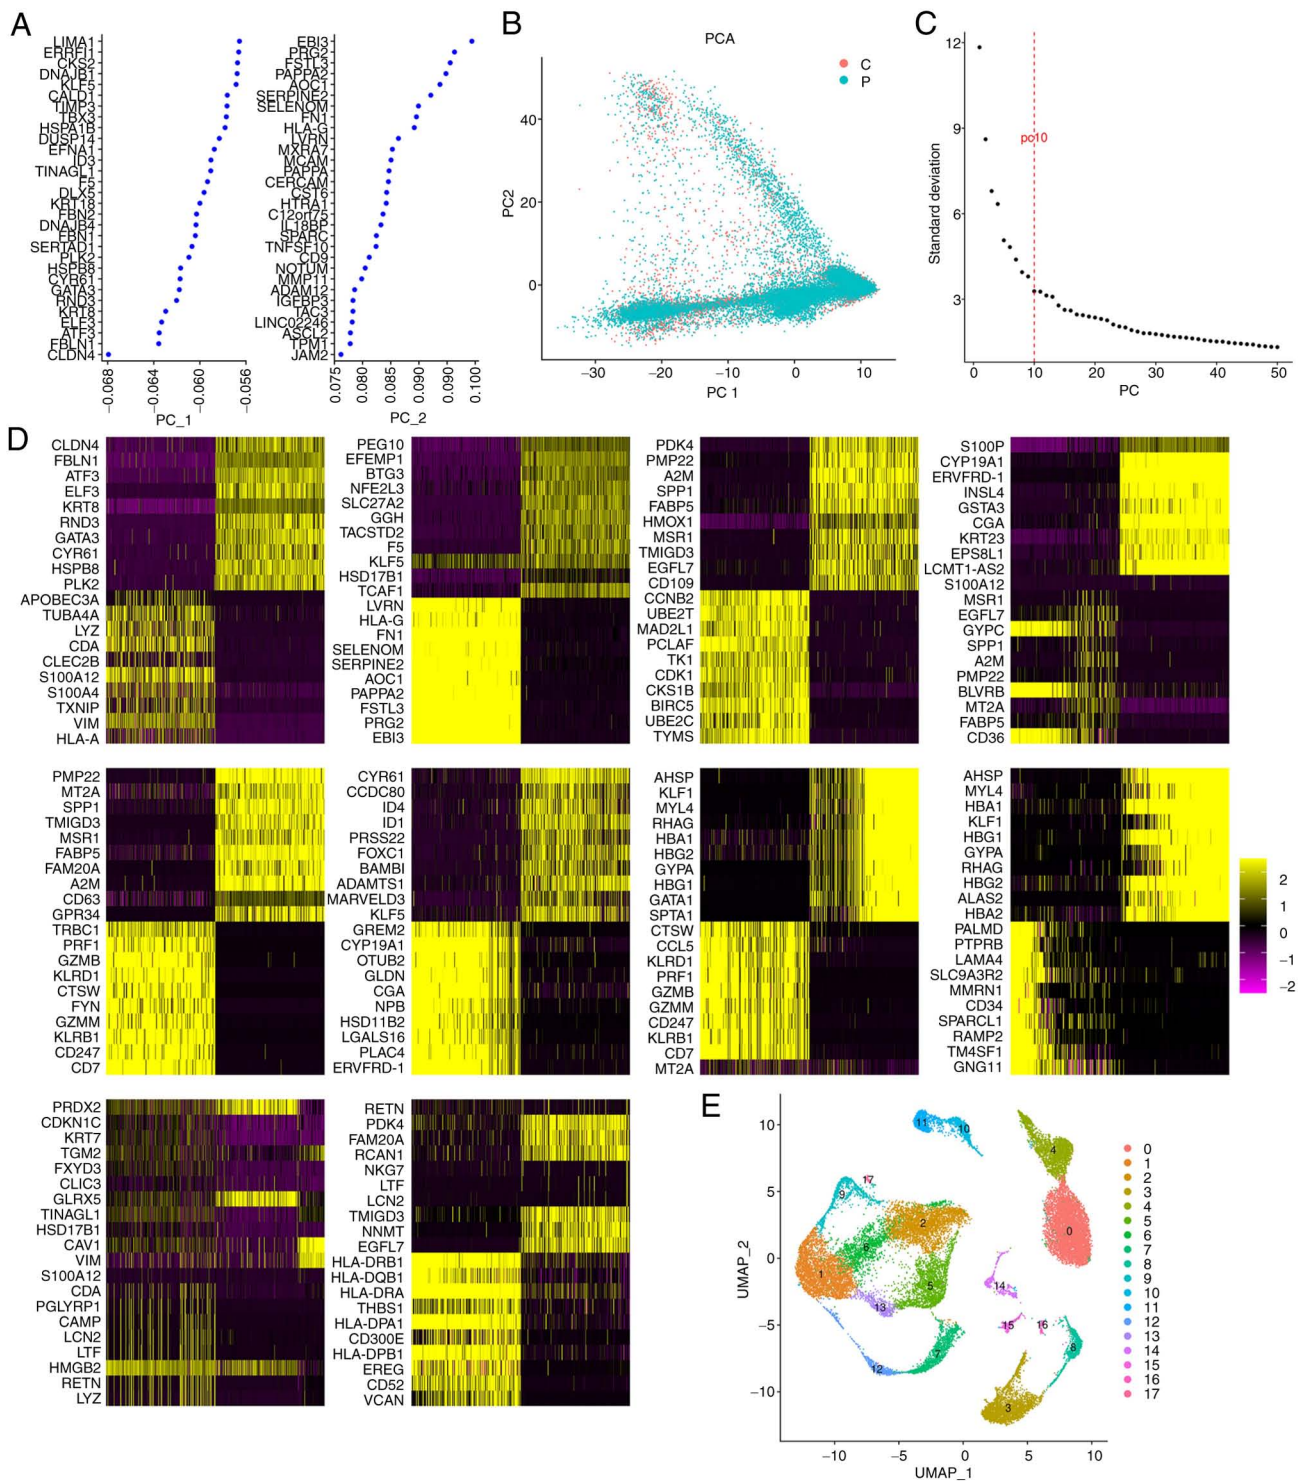 A
LIMA1
ERRFI1
CKS2
DNAJB1
KLF5
CALD1
TIMP3
TBX3
HSPA1B
DUSP14
EFNA1
ID3
TINAGL1
F5
DLX5
KRT18
FBN2
DNAJB4
FBN1
SERTAD1
PLK2
HSPB8
CYR61
GATA3
RND3
KRT8
ELF3
ATF3
FBLN1
CLDN4
−0.068
−0.064
−0.060
−0.056
PC_1
EBI3
PRG2
FSTL3
PAPPA2
AOC1
SERPINE2
SELENOM
FN1
HLA-G
LVRN
MXRA7
MCAM
PAPPA
CERCAM
CST6
HTRA1
C12orf75
IL18BP
SPARC
TNFSF10
CD9
NOTUM
MMP11
ADAM12
IGFBP3
TAC3
LINC02246
ASCL2
TPM1
JAM2
0.075
0.080
0.085
0.090
0.095
0.100
PC_2
B
PCA
C
P
40
20
0
PC2
−30
−20
−10
0
10
PC 1
C
12
9
6
3
Standard deviation
pc10
0
10
20
30
40
50
PC
D
CLDN4
FBLN1
ATF3
ELF3
KRT8
RND3
GATA3
CYR61
HSPB8
PLK2
APOBEC3A
TUBA4A
LYZ
CDA
CLEC2B
S100A12
S100A4
TXNIP
VIM
HLA-A
PEG10
EFEMP1
BTG3
NFE2L3
SLC27A2
GGH
TACSTD2
F5
KLF5
HSD17B1
TCAF1
LVRN
HLA-G
FN1
SELENOM
SERPINE2
AOC1
PAPPA2
FSTL3
PRG2
EBI3
PDK4
PMP22
A2M
SPP1
FABP5
HMOX1
MSR1
TMIGD3
EGFL7
CD109
CCNB2
UBE2T
MAD2L1
PCLAF
TK1
CDK1
CKS1B
BIRC5
UBE2C
TYMS
S100P
CYP19A1
ERVFRD-1
INSL4
GSTA3
CGA
KRT23
EPS8L1
LCMT1-AS2
S100A12
MSR1
EGFL7
GYPC
SPP1
A2M
PMP22
BLVRB
MT2A
FABP5
CD36
PMP22
MT2A
SPP1
TMIGD3
MSR1
FABP5
FAM20A
A2M
CD63
GPR34
TRBC1
PRF1
GZMB
KLRD1
CTSW
FYN
GZMM
KLRB1
CD247
CD7
CYR61
CCDC80
ID4
ID1
PRSS22
FOXC1
BAMBI
ADAMTS1
MARVELD3
KLF5
GREM2
CYP19A1
OTUB2
GLDN
CGA
NPB
HSD11B2
LGALS16
PLAC4
ERVFRD-1
AHSP
KLF1
MYL4
RHAG
HBA1
HBG2
GYPA
HBG1
GATA1
SPTA1
CTSW
CCL5
KLRD1
PRF1
GZMB
GZMM
CD247
KLRB1
CD7
MT2A
AHSP
MYL4
HBA1
KLF1
HBG1
GYPA
RHAG
HBG2
ALAS2
HBA2
PALMD
PTPRB
LAMA4
SLC9A3R2
MMRN1
CD34
SPARCL1
RAMP2
TM4SF1
GNG11
2
1
0
−1
−2
PRDX2
CDKN1C
KRT7
TGM2
FXYD3
CLIC3
GLRX5
TINAGL1
HSD17B1
CAV1
VIM
S100A12
CDA
PGLYRP1
CAMP
LCN2
LTF
HMGB2
RETN
LYZ
RETN
PDK4
FAM20A
RCAN1
NKG7
LTF
LCN2
TMIGD3
NNMT
EGFL7
HLA-DRB1
HLA-DQB1
HLA-DRA
THBS1
HLA-DPA1
CD300E
HLA-DPB1
EREG
CD52
VCAN
E
10
5
0
−5
−10
UMAP_2
11
10
4
17
9
2
0
6
1
5
14
13
15
16
7
8
12
3
−10
−5
0
5
10
UMAP_1
0
1
2
3
4
5
6
7
8
9
10
11
12
13
14
15
16
17